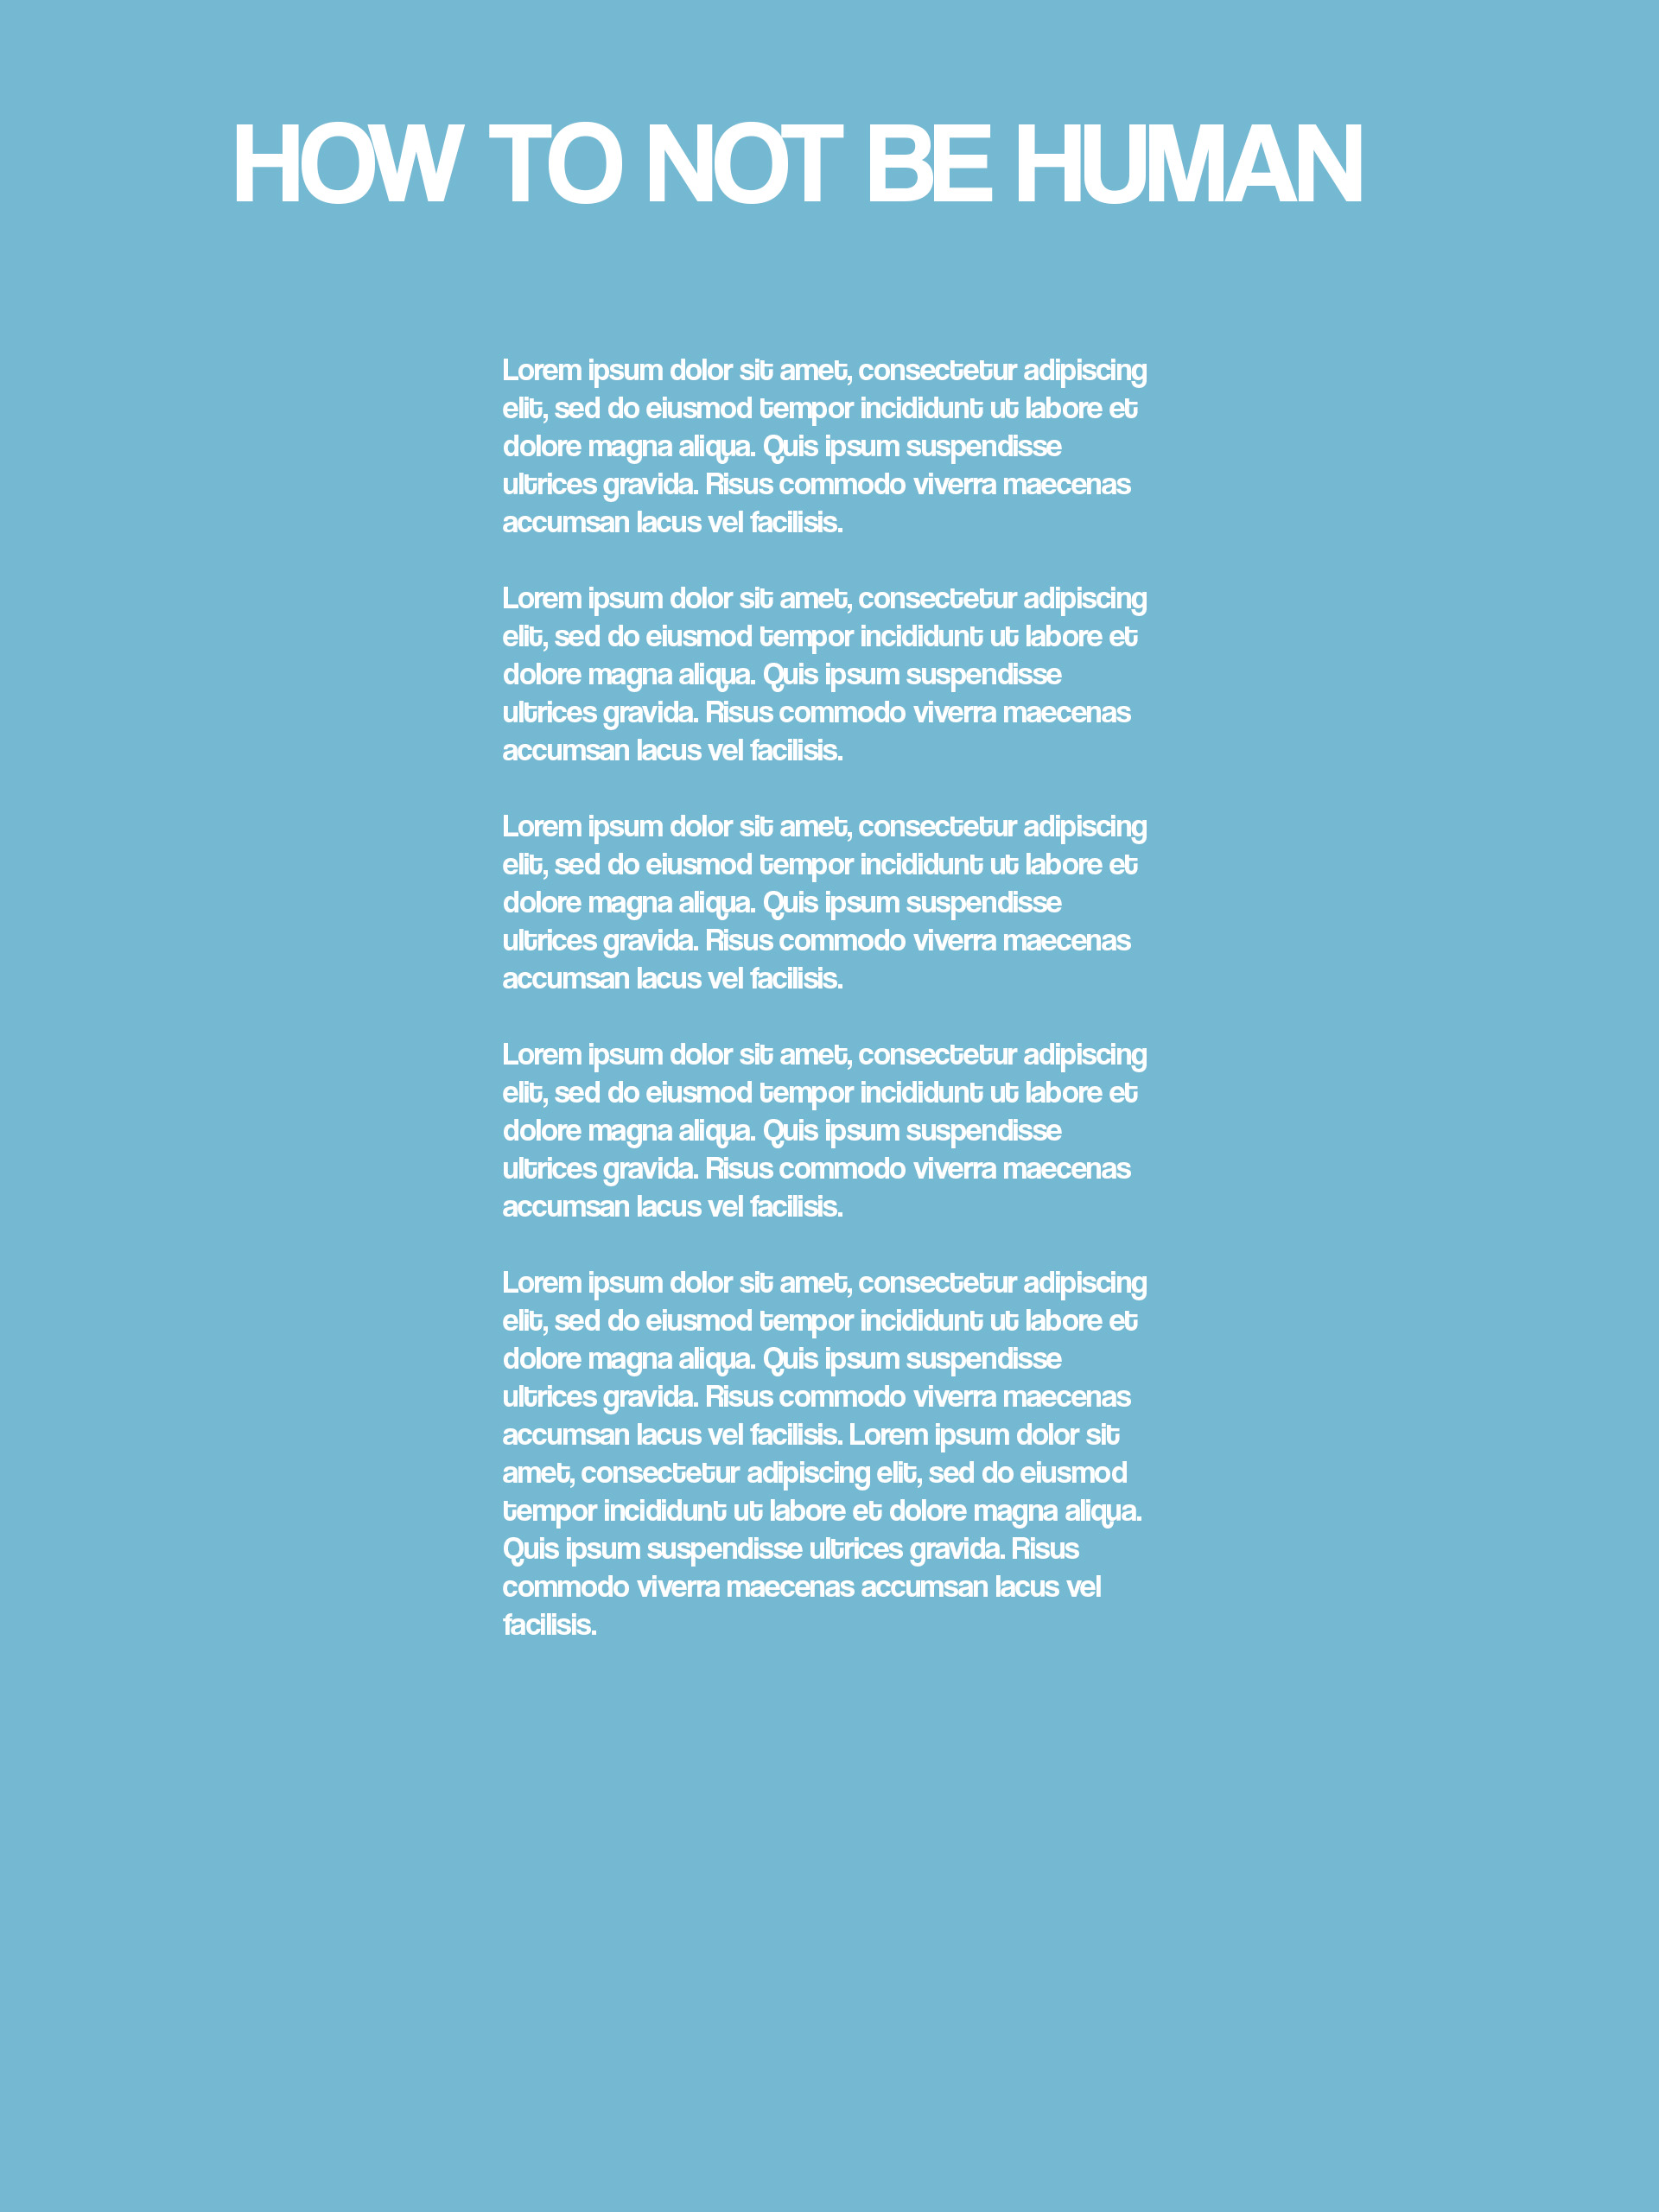 HOW TO NOT BE HUMAN
Lorem ipsum dolor sit amet, consectetur adipiscing
elit, sed do eiusmod tempor incididunt ut labore et
dolore magna aliqua. Quis ipsum suspendisse
ultrices gravida. Risus commodo viverra maecenas
accumsan lacus vel facilisis.
Lorem ipsum dolor sit amet, consectetur adipiscing
elit, sed do eiusmod tempor incididunt ut labore et
dolore magna aliqua. Quis ipsum suspendisse
ultrices gravida. Risus commodo viverra maecenas
accumsan lacus vel facilisis.
Lorem ipsum dolor sit amet, consectetur adipiscing
elit, sed do eiusmod tempor incididunt ut labore et
dolore magna aliqua. Quis ipsum suspendisse
ultrices gravida. Risus commodo viverra maecenas
accumsan lacus vel facilisis.
Lorem ipsum dolor sit amet, consectetur adipiscing
elit, sed do eiusmod tempor incididunt ut labore et
dolore magna aliqua. Quis ipsum suspendisse
ultrices gravida. Risus commodo viverra maecenas
accumsan lacus vel facilisis.
Lorem ipsum dolor sit amet, consectetur adipiscing
elit, sed do eiusmod tempor incididunt ut labore et
dolore magna aliqua. Quis ipsum suspendisse
ultrices gravida. Risus commodo viverra maecenas
accumsan lacus vel facilisis. Lorem ipsum dolor sit
amet, consectetur adipiscing elit, sed do eiusmod
tempor incididunt ut labore et dolore magna aliqua.
Quis ipsum suspendisse ultrices gravida. Risus
commodo viverra maecenas accumsan lacus vel
facilisis.